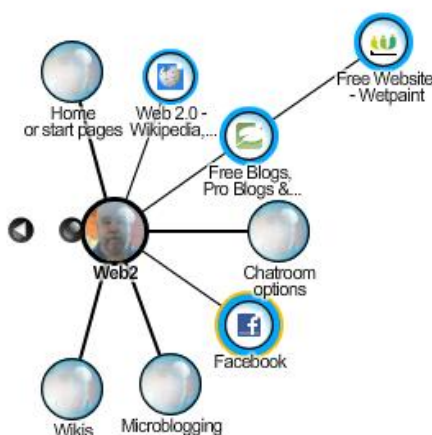 Home
or start pages
Web 2.0 -
Wikipedia,...
Free Website
- Wetpaint
Free Blogs,
Pro Blogs &...
Web2
Chatroom
options
Facebook
Wikis
Microblogging